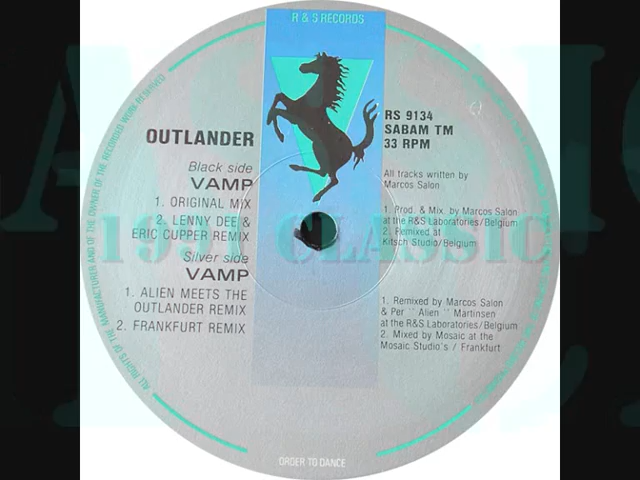 R & S RECORDS
OUTLANDER
Black side
VAMP
1. ORIGINAL MIX
2. LENNY DEE &
ERIC CUPPER REMIX
Silver side
VAMP
1. ALIEN MEETS THE
OUTLANDER REMIX
2. FRANKFURT REMIX
RS 9134
SABAM TM
33 RPM
All tracks written by
Marcos Salon
1. Prod. & Mix. by Marcos Salon
at the R&S Laboratories/Belgium
2. Remixed at
Kitsch Studio/Belgium
1. Remixed by Marcos Salon
& Per ¨ Alien ¨ Martinsen
at the R&S Laboratories/Belgium
2. Mixed by Mosaic at the
Mosaic Studio's / Frankfurt
ORDER TO DANCE
ALL RIGHTS OF THE MANUFACTURER AND OF THE OWNER OF THE RECORDED WORK RESERVED
CLASSIC